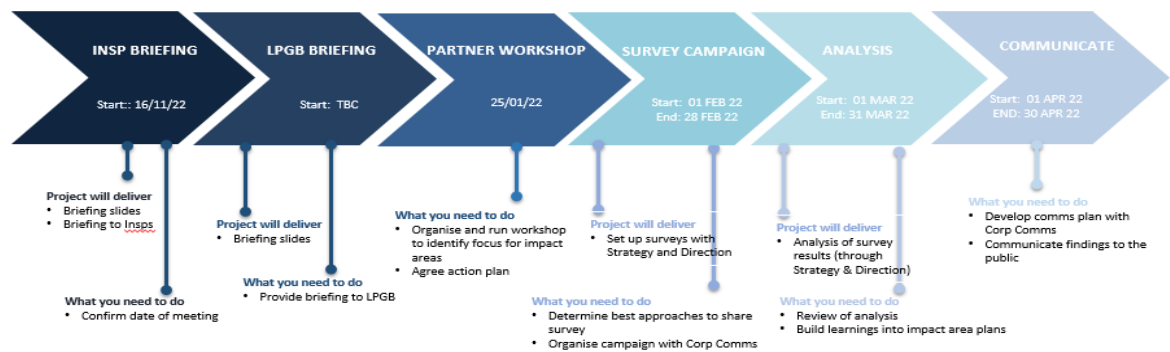 INSP BRIEFING
Start:: 16/11/22
LPGB BRIEFING
Start: TBC
PARTNER WORKSHOP
25/01/22
SURVEY CAMPAIGN
Start: 01 FEB 22
End: 28 FEB 22
ANALYSIS
Start: 01 MAR 22
End: 31 MAR 22
COMMUNICATE
Start: 01 APR 22
END: 30 APR 22
Project will deliver
• Briefing slides
• Briefing to Insps
What you need to do
• Confirm date of meeting
Project will deliver
• Briefing slides
What you need to do
• Provide briefing to LPGB
What you need to do
• Organise and run workshop
to identify focus for impact
areas
• Agree action plan
Project will deliver
• Set up surveys with
Strategy and Direction
What you need to do
• Determine best approaches to share
survey
• Organise campaign with Corp Comms
Project will deliver
• Analysis of survey
results (through
Strategy & Direction)
What you need to do
• Review of analysis
• Build learnings into impact area plans
What you need to do
• Develop comms plan with
Corp Comms
• Communicate findings to the
public